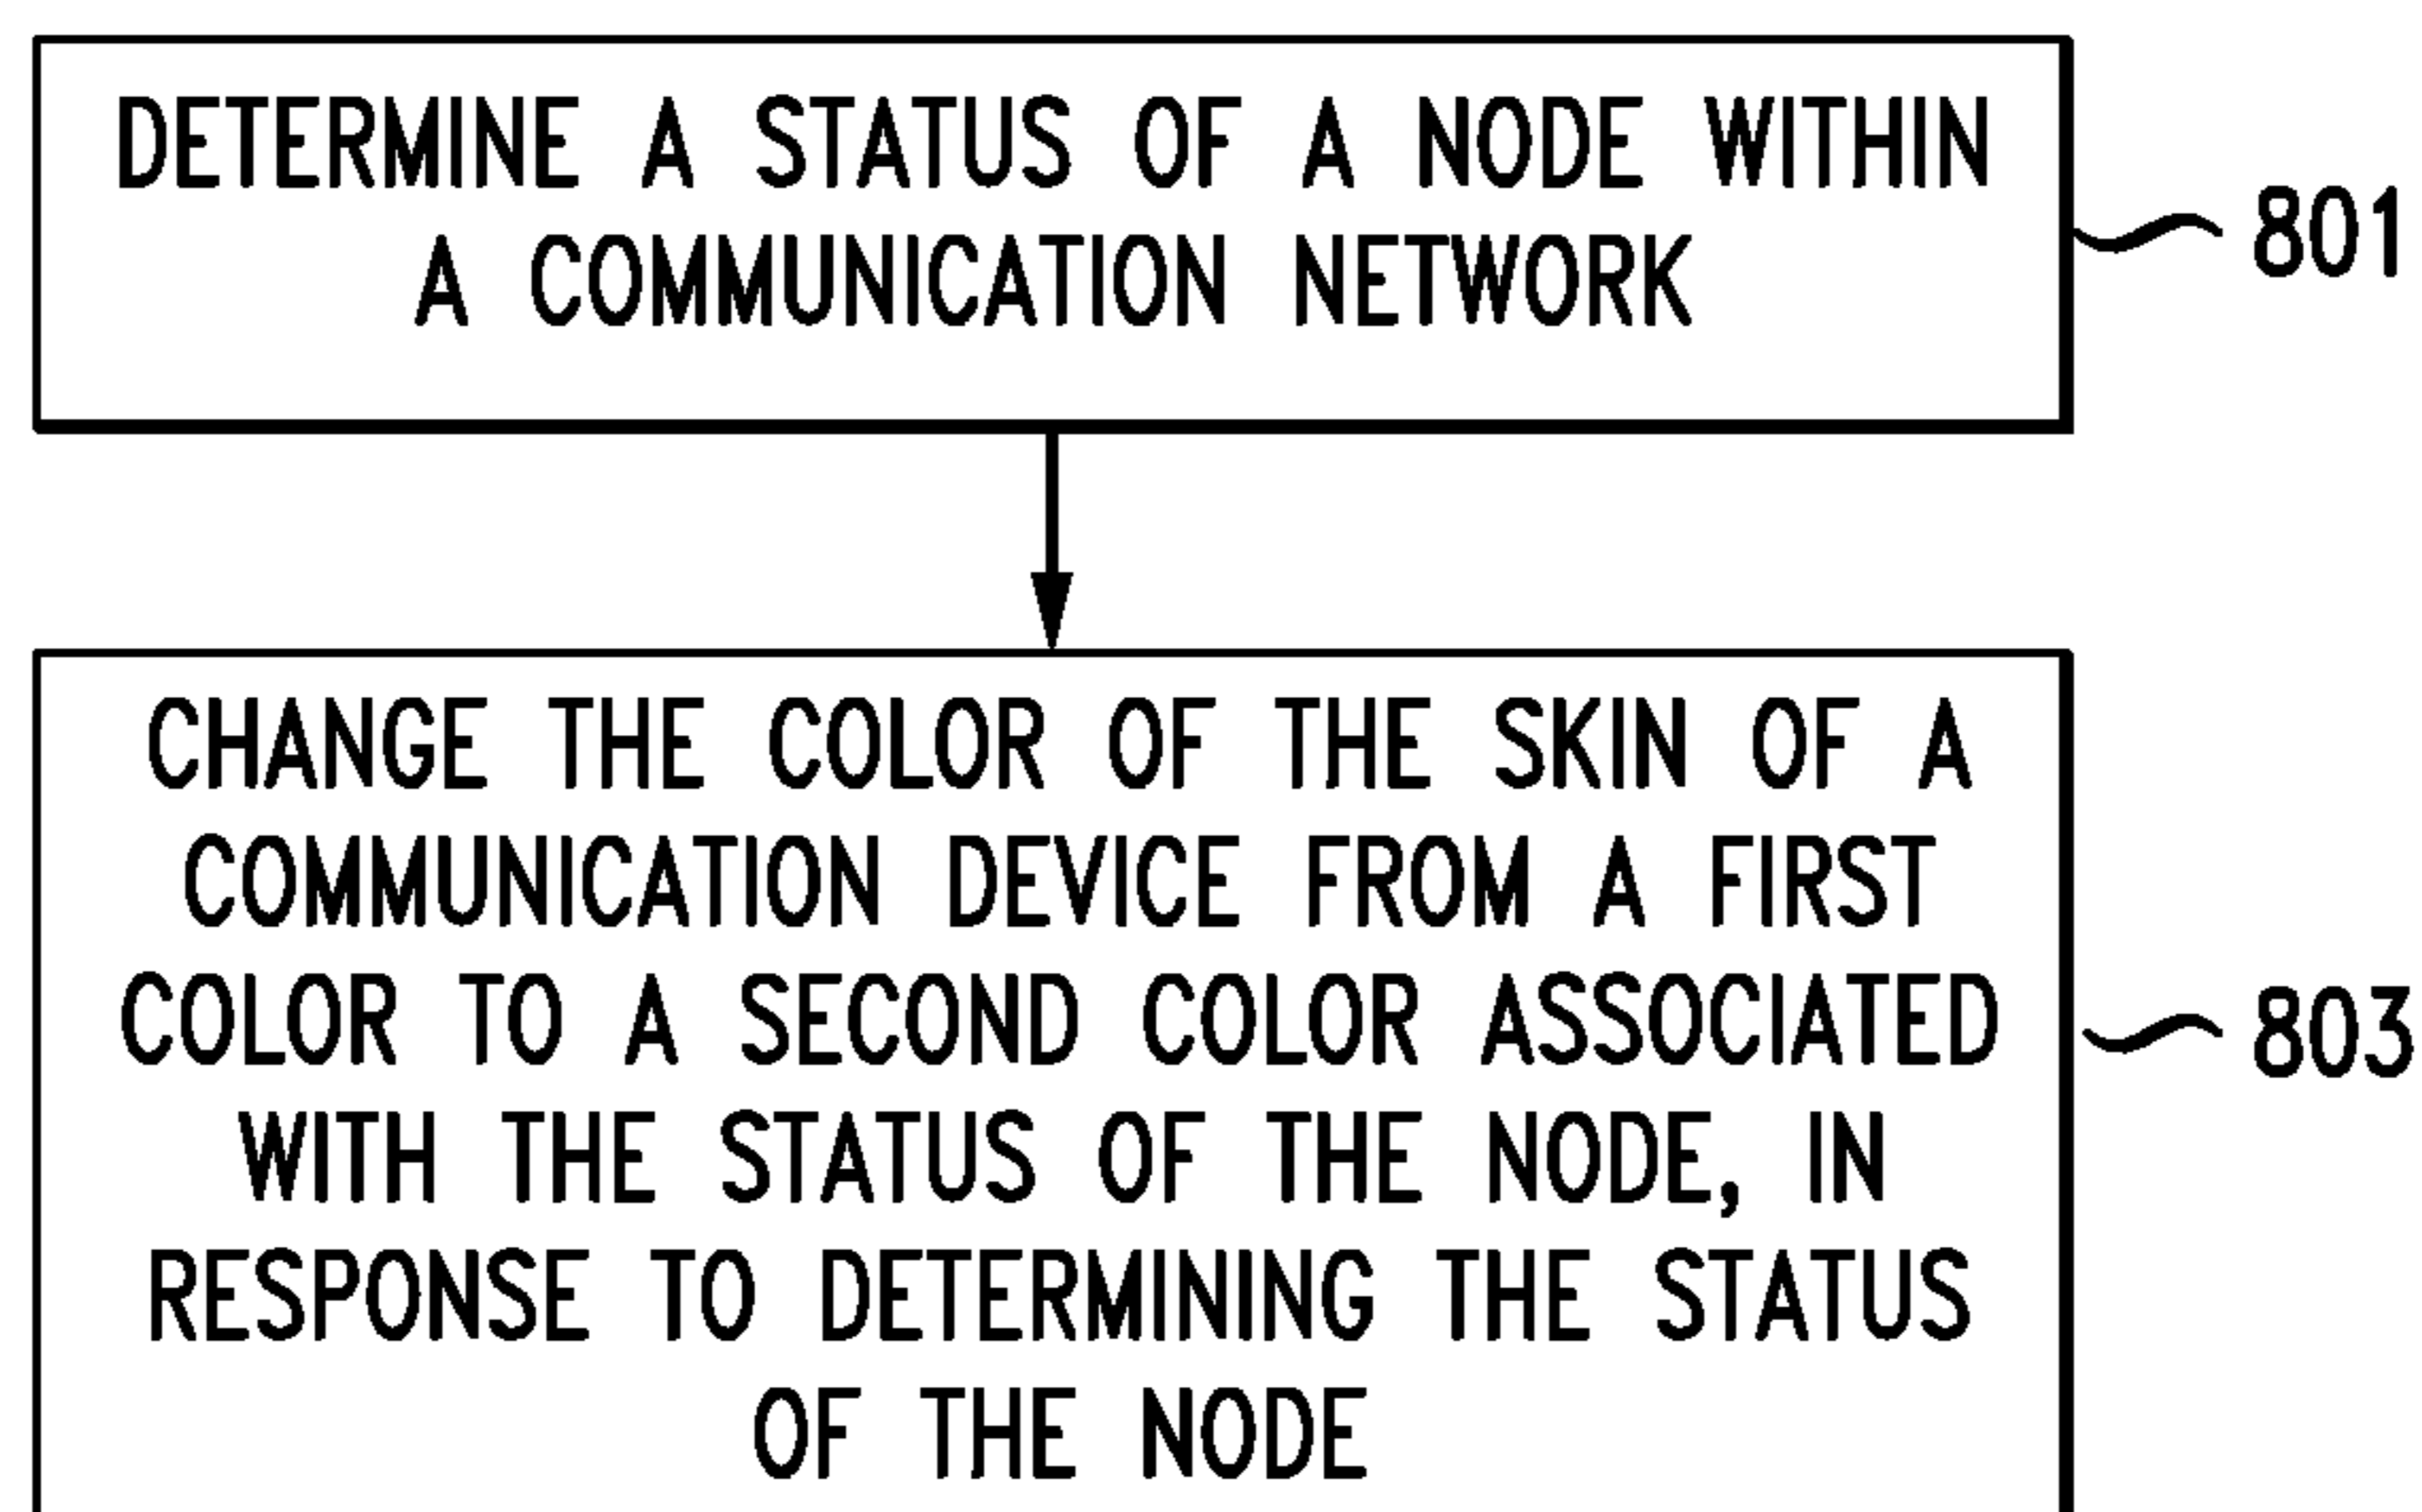 DETERMINE A STATUS OF A NODE WITHIN
A COMMUNICATION NETWORK
801
CHANGE THE COLOR OF THE SKIN OF A
COMMUNICATION DEVICE FROM A FIRST
COLOR TO A SECOND COLOR ASSOCIATED
WITH THE STATUS OF THE NODE, IN
RESPONSE TO DETERMINING THE STATUS
OF THE NODE
803